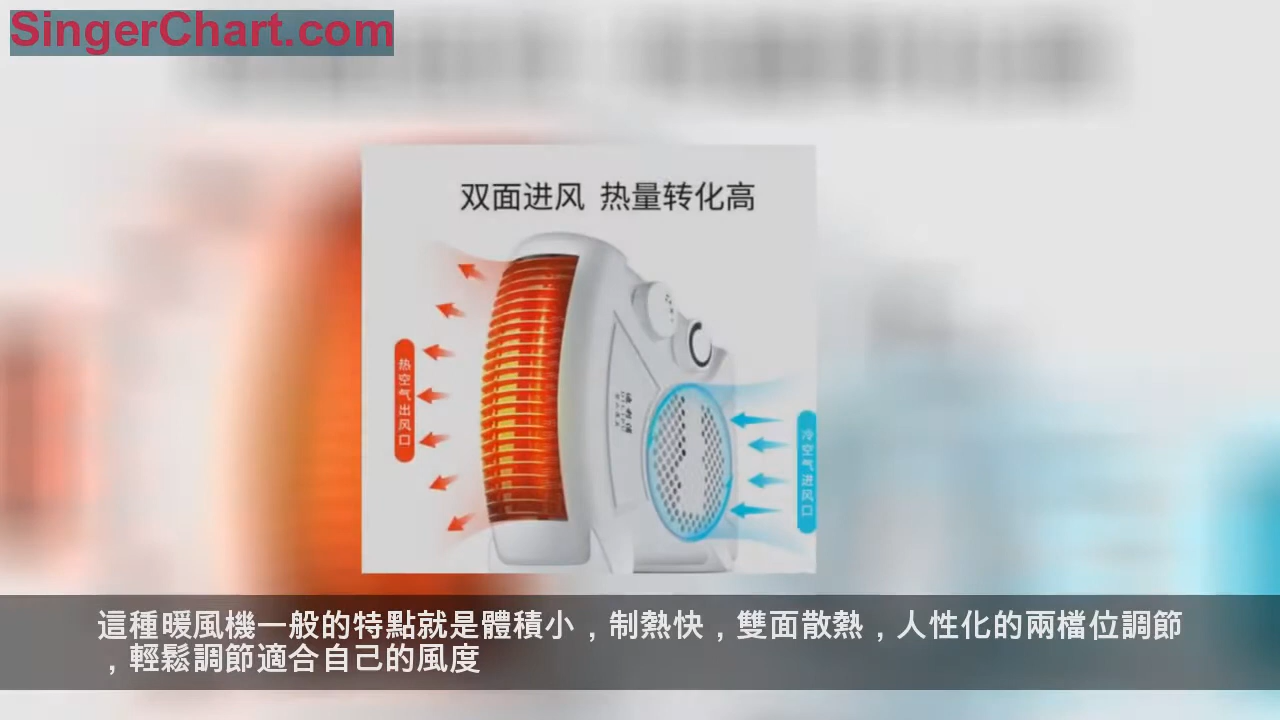 SingerChart.com
双面进风 热量转化高
热空气出风口
冷空气进风口
這種暖風機一般的特點就是體積小，制熱快，雙面散熱，人性化的兩檔位調節
，輕鬆調節適合自己的風度